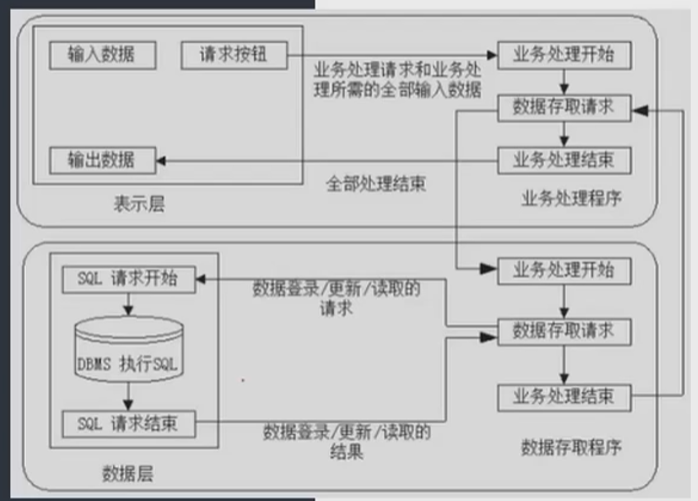 输入数据
请求按钮
业务处理开始
业务处理请求和业务处
理所需的全部输入数据
数据存取请求
输出数据
业务处理结束
全部处理结束
表示层
业务处理程序
SQL 请求开始
业务处理开始
数据登录/更新/读取的
请求
数据存取请求
DBMS 执行SQL
业务处理结束
SQL 请求结束
数据登录/更新/读取的
结果
数据存取程序
数据层